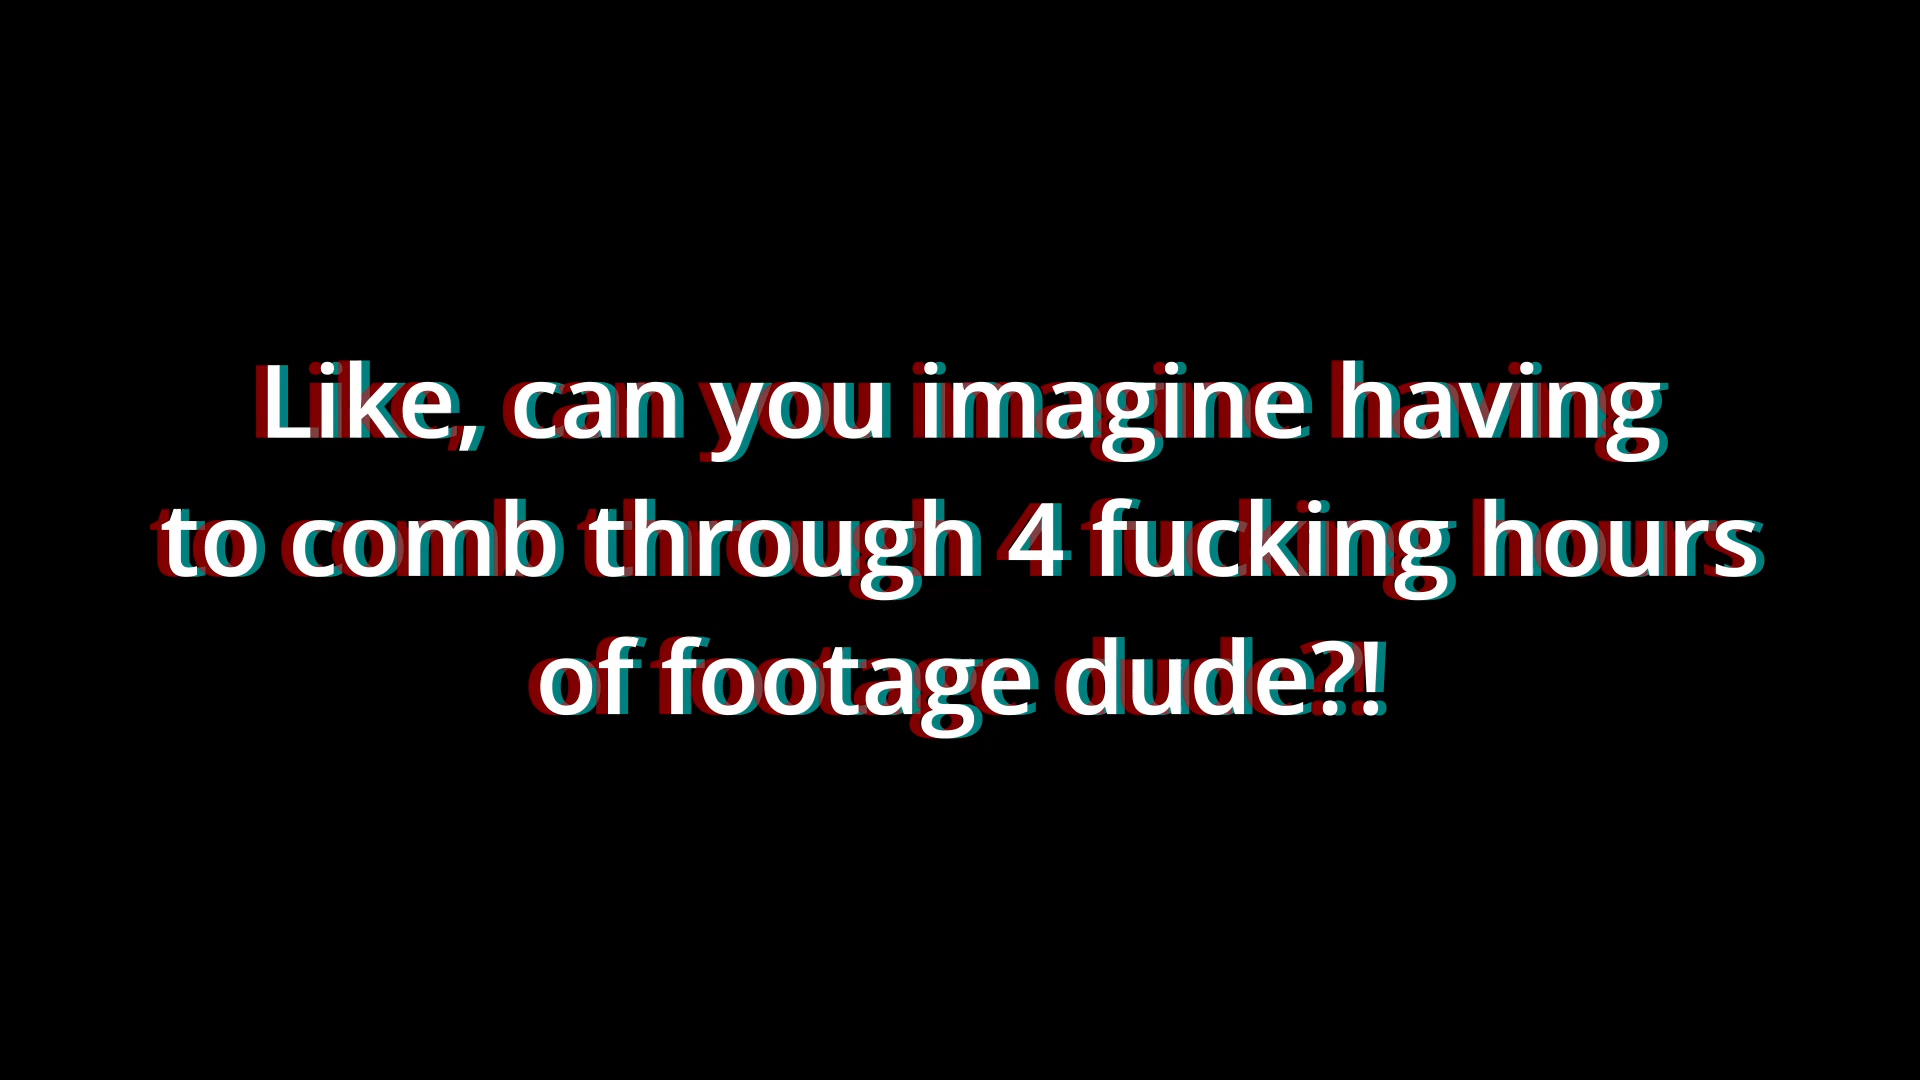 Like, can you imagine having
to comb through 4 fucking hours
of footage dude?!